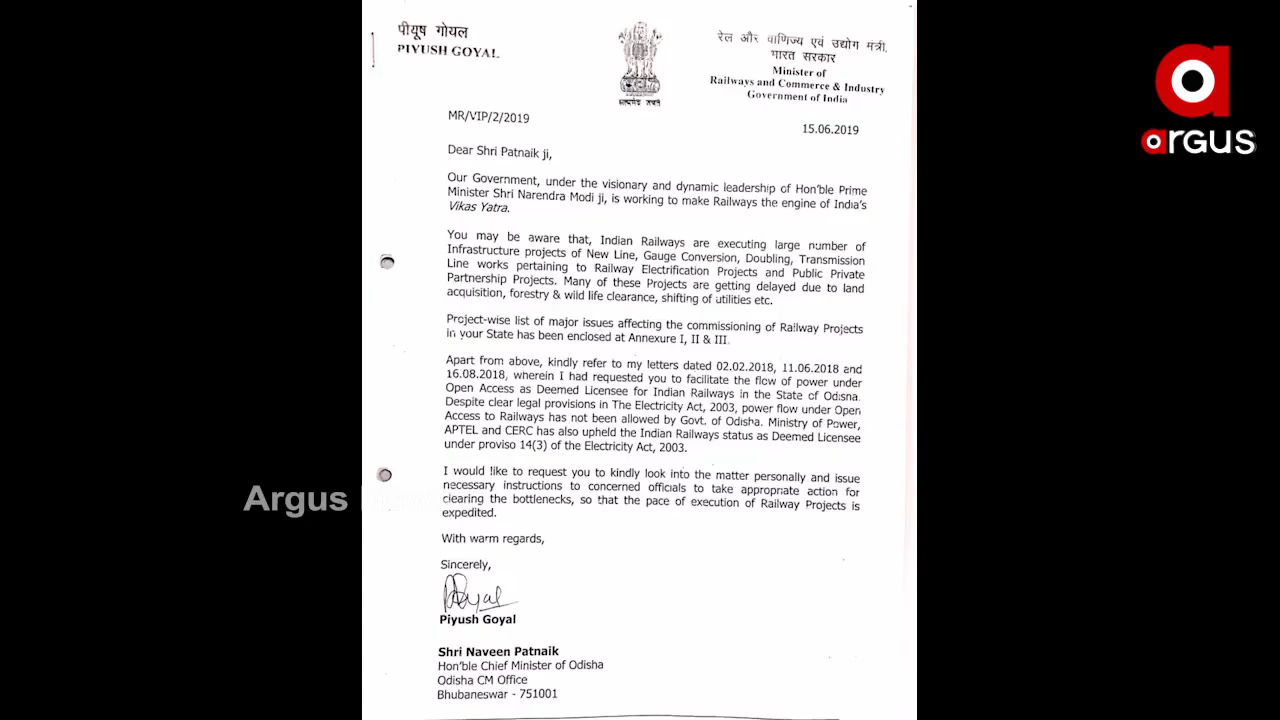 पीयूष गोयल
PIYUSH GOYAL
सत्यमेव जयते
रेल और वाणिज्य एवं उद्योग मंत्री,
भारत सरकार
Minister of
Railways and Commerce & Industry
Government of India
argus
MR/VIP/2/2019
15.06.2019
Dear Shri Patnaik ji,
Our Government, under the visionary and dynamic leadership of Hon'ble Prime
Minister Shri Narendra Modi ji, is working to make Railways the engine of India's
Vikas Yatra.
You may be aware that, Indian Railways are executing large number of
Infrastructure projects of New Line, Gauge Conversion, Doubling, Transmission
Line works pertaining to Railway Electrification Projects and Public Private
Partnership Projects. Many of these Projects are getting delayed due to land
acquisition, forestry & wild life clearance, shifting of utilities etc.
Project-wise list of major issues affecting the commissioning of Railway Projects
in your State has been enclosed at Annexure I, II & III.
Apart from above, kindly refer to my letters dated 02.02.2018, 11.06.2018 and
16.08.2018, wherein I had requested you to facilitate the flow of power under
Open Access as Deemed Licensee for Indian Railways in the State of Odisha.
Despite clear legal provisions in The Electricity Act, 2003, power flow under Open
Access to Railways has not been allowed by Govt. of Odisha. Ministry of Power,
APTEL and CERC has also upheld the Indian Railways status as Deemed Licensee
under proviso 14(3) of the Electricity Act, 2003.
I would like to request you to kindly look into the matter personally and issue
necessary instructions to concerned officials to take appropriate action for
clearing the bottlenecks, so that the pace of execution of Railway Projects is
expedited.
Argus
With warm regards,
Sincerely,
Piyush Goyal
Shri Naveen Patnaik
Hon'ble Chief Minister of Odisha
Odisha CM Office
Bhubaneswar - 751001